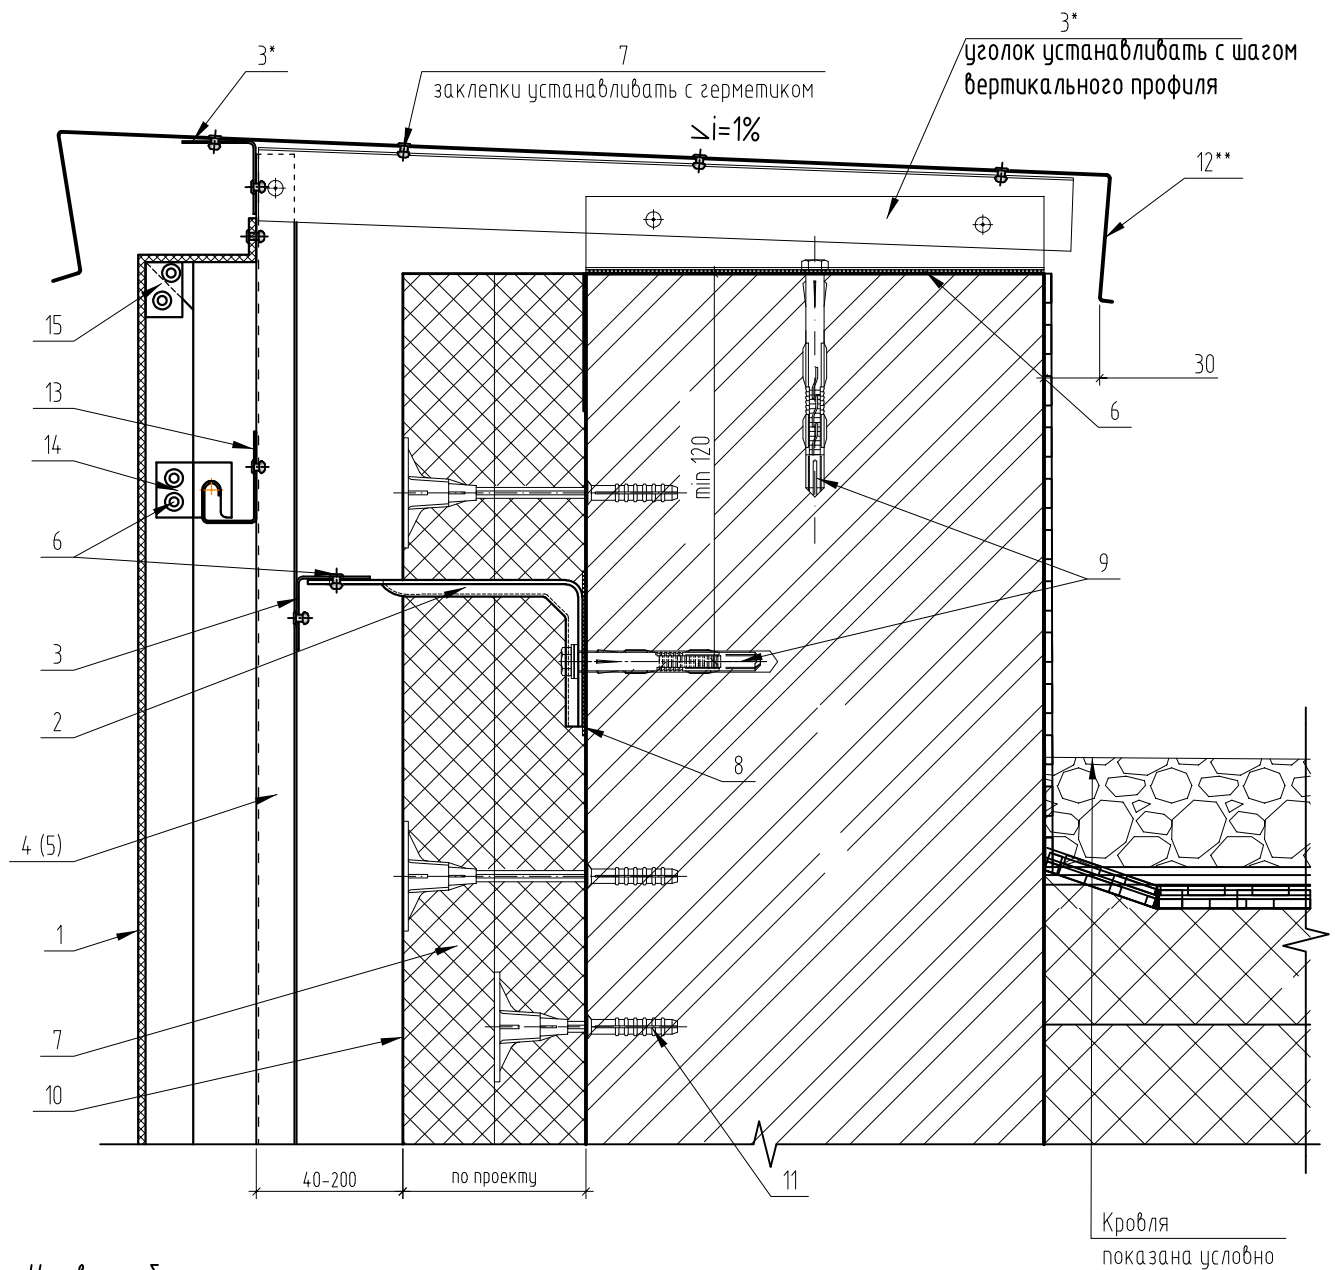 3*
3*
7
уголок устанавливать с шагом
вертикального профиля
заклепки устанавливать с герметиком
i=1%
12**
15
30
13
6
14
min 120
6
9
3
2
8
4 (5)
1
7
10
40-200
по проекту
11
Кровля
показана условно